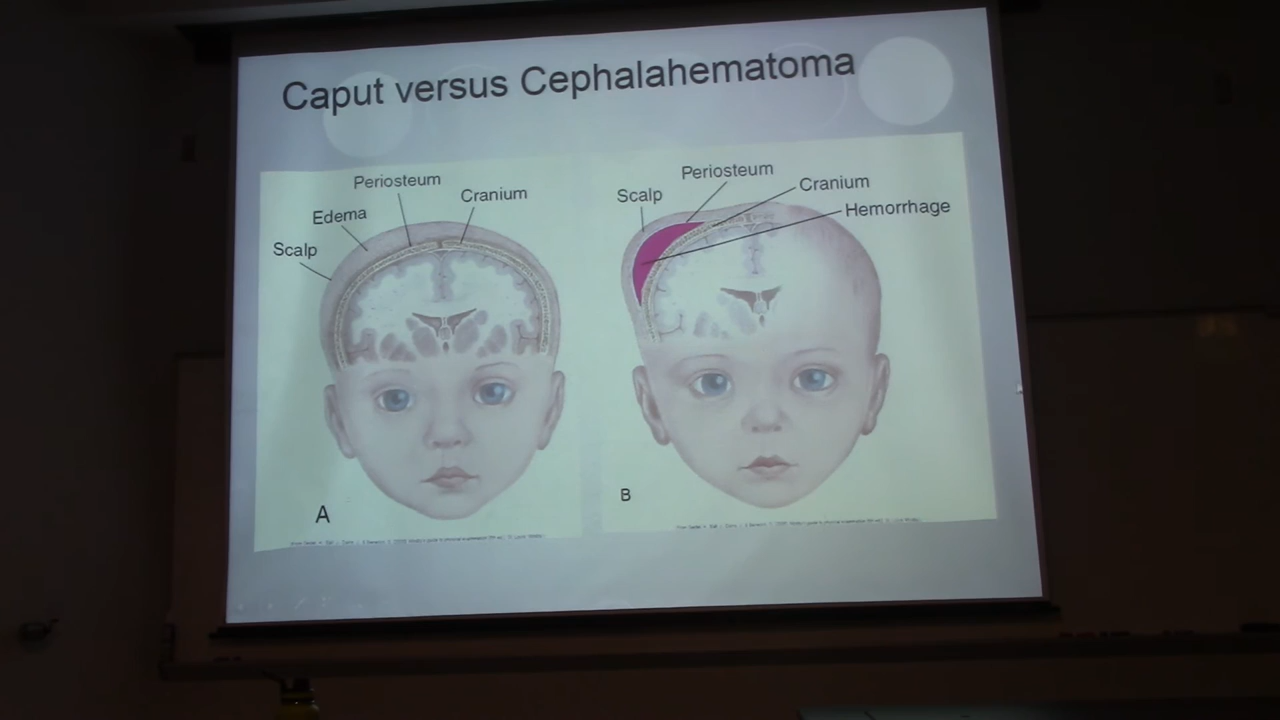 Caput versus Cephalahematoma
Periosteum
Cranium
Edema
Scalp
A
Periosteum
Scalp
Cranium
Hemorrhage
B